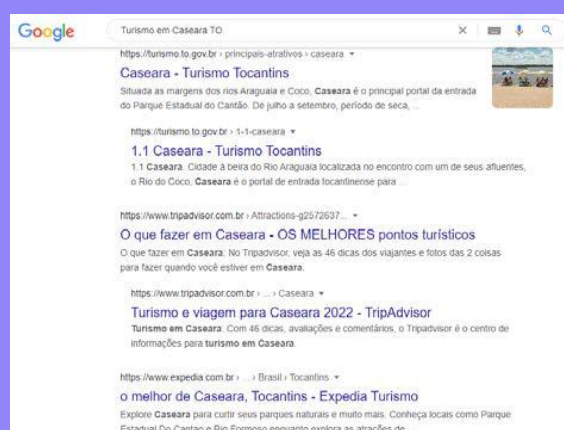 Google
Turismo em Caseara TO
https://turismo.to.gov.br › principais-atrativos › caseara
Caseara - Turismo Tocantins
Situada as margens dos rios Araguaia e Coco, Caseara é o principal portal da entrada
do Parque Estadual do Cantão. De julho a setembro, período de seca, ...
https://turismo.to.gov.br › 1-1-caseara
1.1 Caseara - Turismo Tocantins
1.1 Caseara. Cidade à beira do Rio Araguaia localizada no encontro com um de seus afluentes,
o Rio do Coco, Caseara é o portal de entrada tocantinense para ...
https://www.tripadvisor.com.br › Attractions-g2572637...
O que fazer em Caseara - OS MELHORES pontos turísticos
O que fazer em Caseara: No Tripadvisor, veja as 46 dicas dos viajantes e fotos das 2 coisas
para fazer quando você estiver em Caseara.
https://www.tripadvisor.com.br › ... › Caseara
Turismo e viagem para Caseara 2022 - TripAdvisor
Turismo em Caseara: Com 46 dicas, avaliações e comentários, o Tripadvisor é o centro de
informações para turismo em Caseara.
https://www.expedia.com.br › ... › Brasil › Tocantins
o melhor de Caseara, Tocantins - Expedia Turismo
Explore Caseara para curtir seus parques naturais e muito mais. Conheça locais como Parque
Estadual Do Cantao e Rio Formoso enquanto explora as atrações de